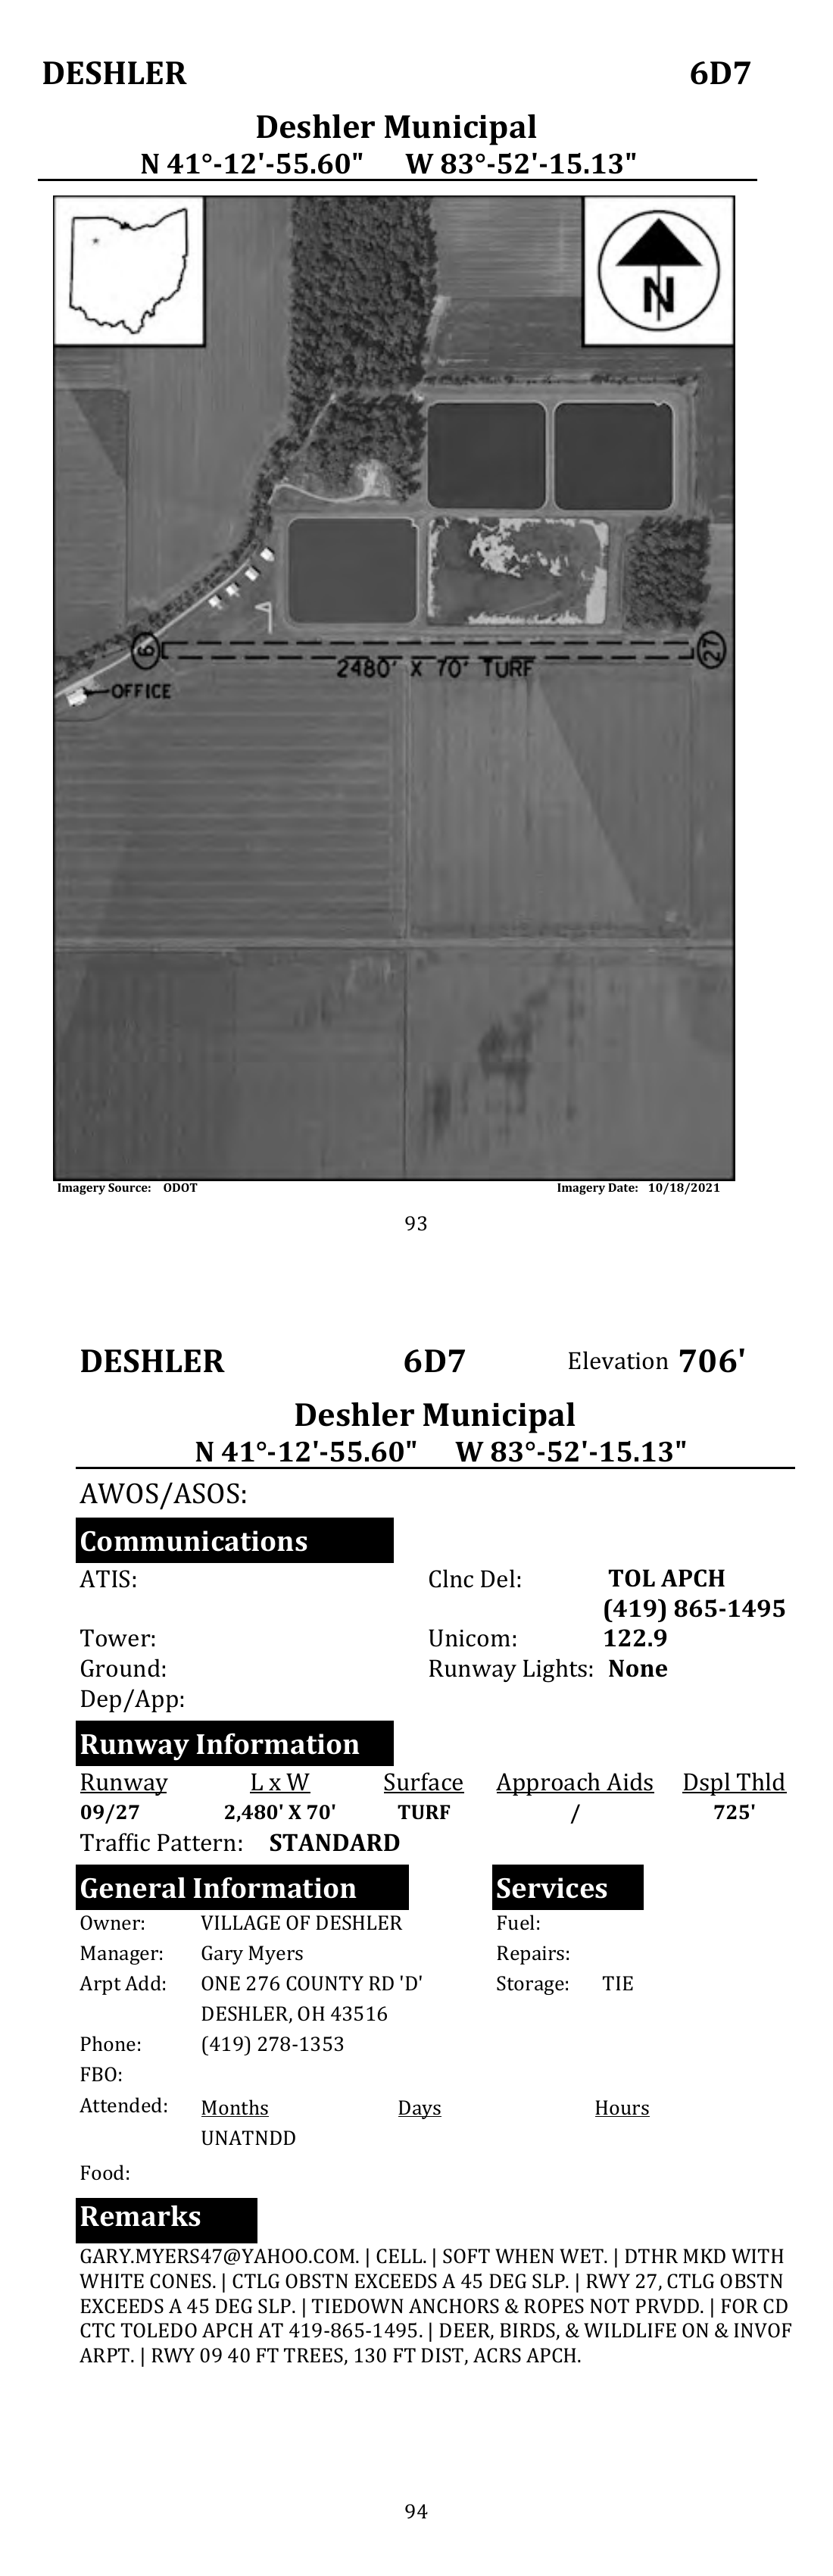 DESHLER 6D7
Deshler Municipal
N 41°-12'-55.60" W 83°-52'-15.13"
N
9 27
2480' X 70' TURF
OFFICE
Imagery Source: ODOT Imagery Date: 10/18/2021
93
DESHLER 6D7 Elevation 706'
Deshler Municipal
N 41°-12'-55.60" W 83°-52'-15.13"
AWOS/ASOS:
Communications
ATIS: Clnc Del: TOL APCH
(419) 865-1495
Tower: Unicom: 122.9
Ground: Runway Lights: None
Dep/App:
Runway Information
Runway L x W Surface Approach Aids Dspl Thld
09/27 2,480' X 70' TURF / 725'
Traffic Pattern: STANDARD
General Information Services
Owner: VILLAGE OF DESHLER Fuel:
Manager: Gary Myers Repairs:
Arpt Add: ONE 276 COUNTY RD 'D' Storage: TIE
DESHLER, OH 43516
Phone: (419) 278-1353
FBO:
Attended: Months Days Hours
UNATNDD
Food:
Remarks
GARY.MYERS47@YAHOO.COM. | CELL. | SOFT WHEN WET. | DTHR MKD WITH
WHITE CONES. | CTLG OBSTN EXCEEDS A 45 DEG SLP. | RWY 27, CTLG OBSTN
EXCEEDS A 45 DEG SLP. | TIEDOWN ANCHORS & ROPES NOT PRVDD. | FOR CD
CTC TOLEDO APCH AT 419-865-1495. | DEER, BIRDS, & WILDLIFE ON & INVOF
ARPT. | RWY 09 40 FT TREES, 130 FT DIST, ACRS APCH.
94